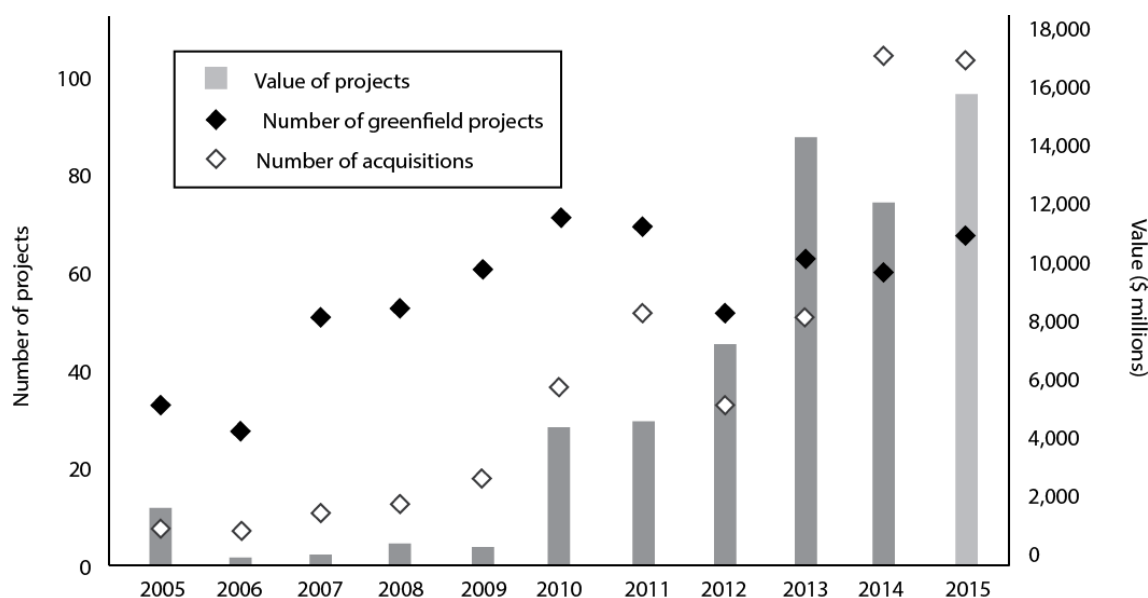 Value of projects
Number of greenfield projects
Number of acquisitions
Number of projects
100
80
60
40
20
0
Value ($ millions)
18,000
16,000
14,000
12,000
10,000
8,000
6,000
4,000
2,000
0
2005 2006 2007 2008 2009 2010 2011 2012 2013 2014 2015